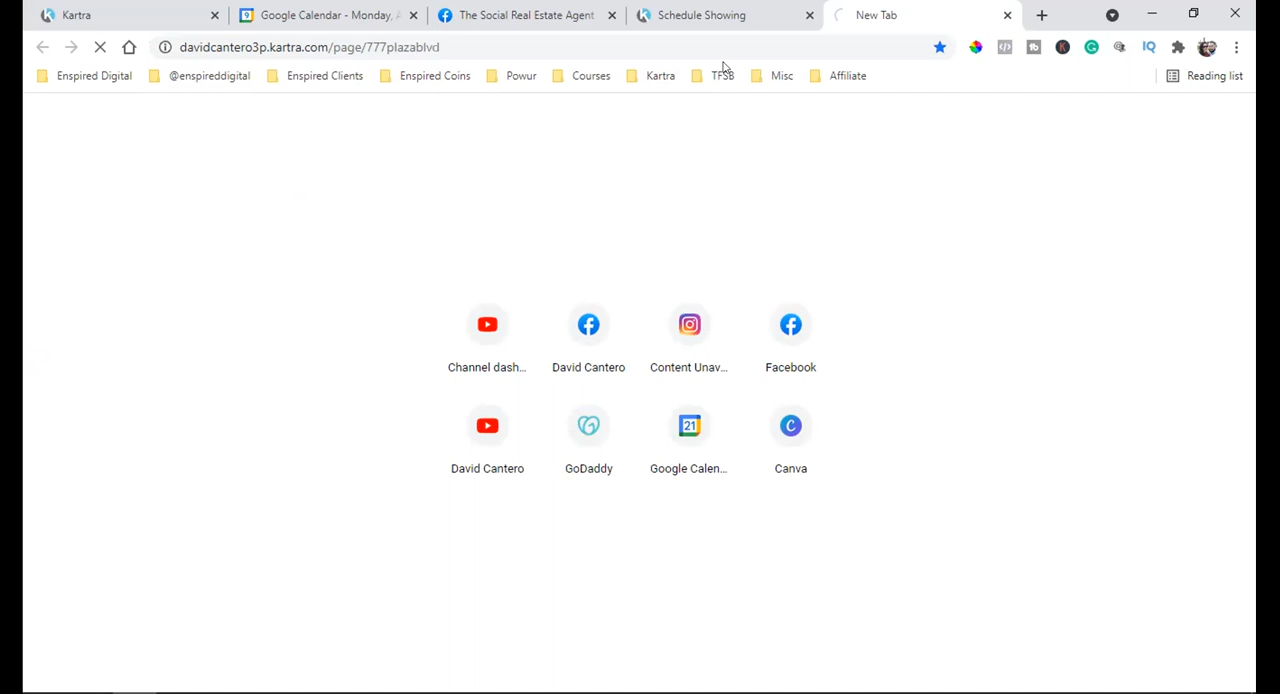 Kartra
Google Calendar - Monday, A
The Social Real Estate Agent
Schedule Showing
New Tab
davidcantero3p.kartra.com/page/777plazablvd
Enspired Digital
@enspireddigital
Enspired Clients
Enspired Coins
Powur
Courses
Kartra
TFSB
Misc
Affiliate
Reading list
Channel dash...
David Cantero
Content Unav...
Facebook
David Cantero
GoDaddy
21
Google Calen...
Canva